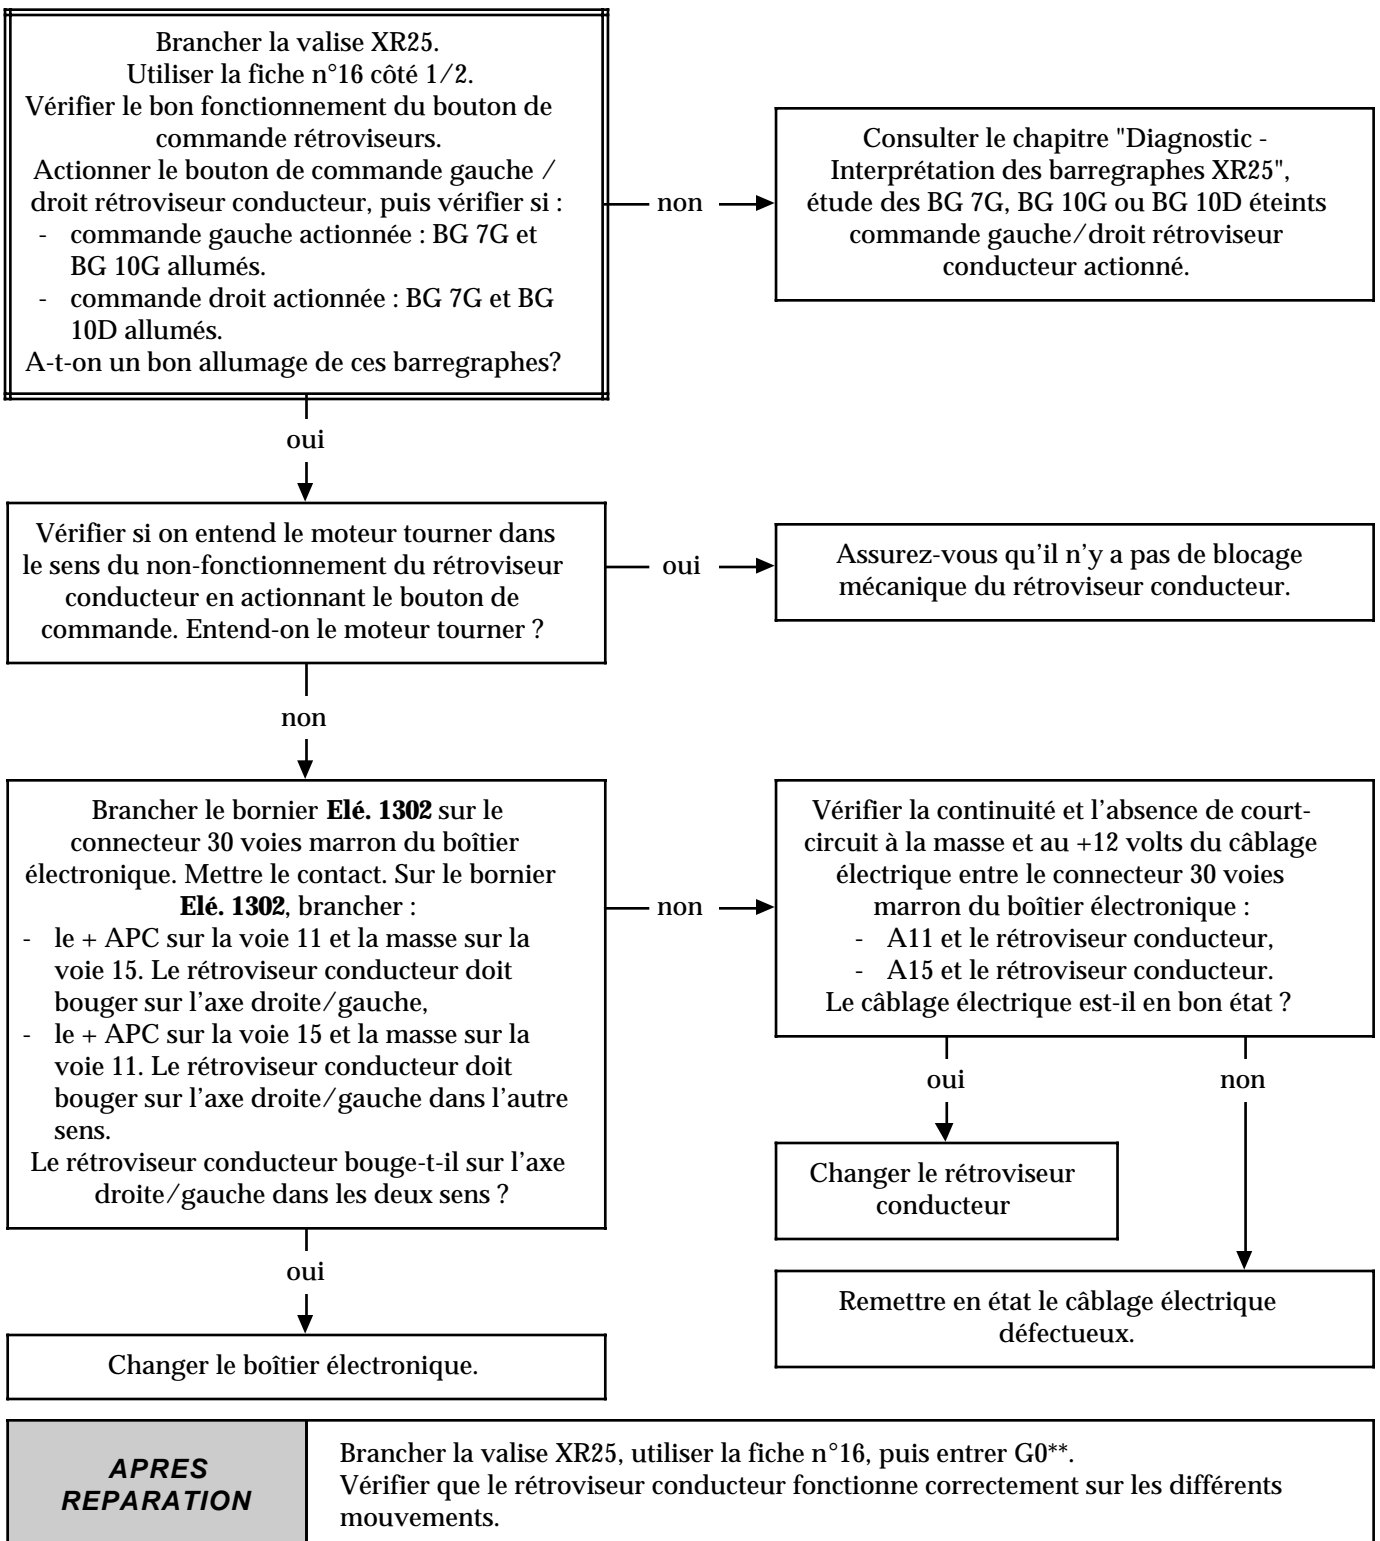 Brancher la valise XR25.
Utiliser la fiche n°16 côté 1/2.
Vérifier le bon fonctionnement du bouton de
commande rétroviseurs.
Actionner le bouton de commande gauche /
droit rétroviseur conducteur, puis vérifier si :
- commande gauche actionnée : BG 7G et
BG 10G allumés.
- commande droit actionnée : BG 7G et BG
10D allumés.
A-t-on un bon allumage de ces barregraphes?
non
Consulter le chapitre "Diagnostic -
Interprétation des barregraphes XR25",
étude des BG 7G, BG 10G ou BG 10D éteints
commande gauche/droit rétroviseur
conducteur actionné.
oui
Vérifier si on entend le moteur tourner dans
le sens du non-fonctionnement du rétroviseur
conducteur en actionnant le bouton de
commande. Entend-on le moteur tourner ?
oui
Assurez-vous qu'il n'y a pas de blocage
mécanique du rétroviseur conducteur.
non
Brancher le bornier Elé. 1302 sur le
connecteur 30 voies marron du boîtier
électronique. Mettre le contact. Sur le bornier
Elé. 1302, brancher :
- le + APC sur la voie 11 et la masse sur la
voie 15. Le rétroviseur conducteur doit
bouger sur l'axe droite/gauche,
- le + APC sur la voie 15 et la masse sur la
voie 11. Le rétroviseur conducteur doit
bouger sur l'axe droite/gauche dans l'autre
sens.
Le rétroviseur conducteur bouge-t-il sur l'axe
droite/gauche dans les deux sens ?
non
Vérifier la continuité et l'absence de court-
circuit à la masse et au +12 volts du câblage
électrique entre le connecteur 30 voies
marron du boîtier électronique :
- A11 et le rétroviseur conducteur,
- A15 et le rétroviseur conducteur.
Le câblage électrique est-il en bon état ?
oui
non
Changer le rétroviseur
conducteur
Remettre en état le câblage électrique
défectueux.
oui
Changer le boîtier électronique.
APRES
REPARATION
Brancher la valise XR25, utiliser la fiche n°16, puis entrer G0**.
Vérifier que le rétroviseur conducteur fonctionne correctement sur les différents
mouvements.